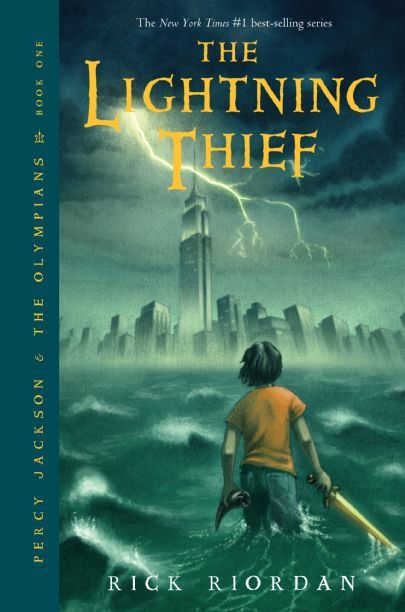 The New York Times #1 best-selling series
THE
LIGHTNING
THIEF
PERCY JACKSON & THE OLYMPIANS BOOK ONE
RICK RIORDAN